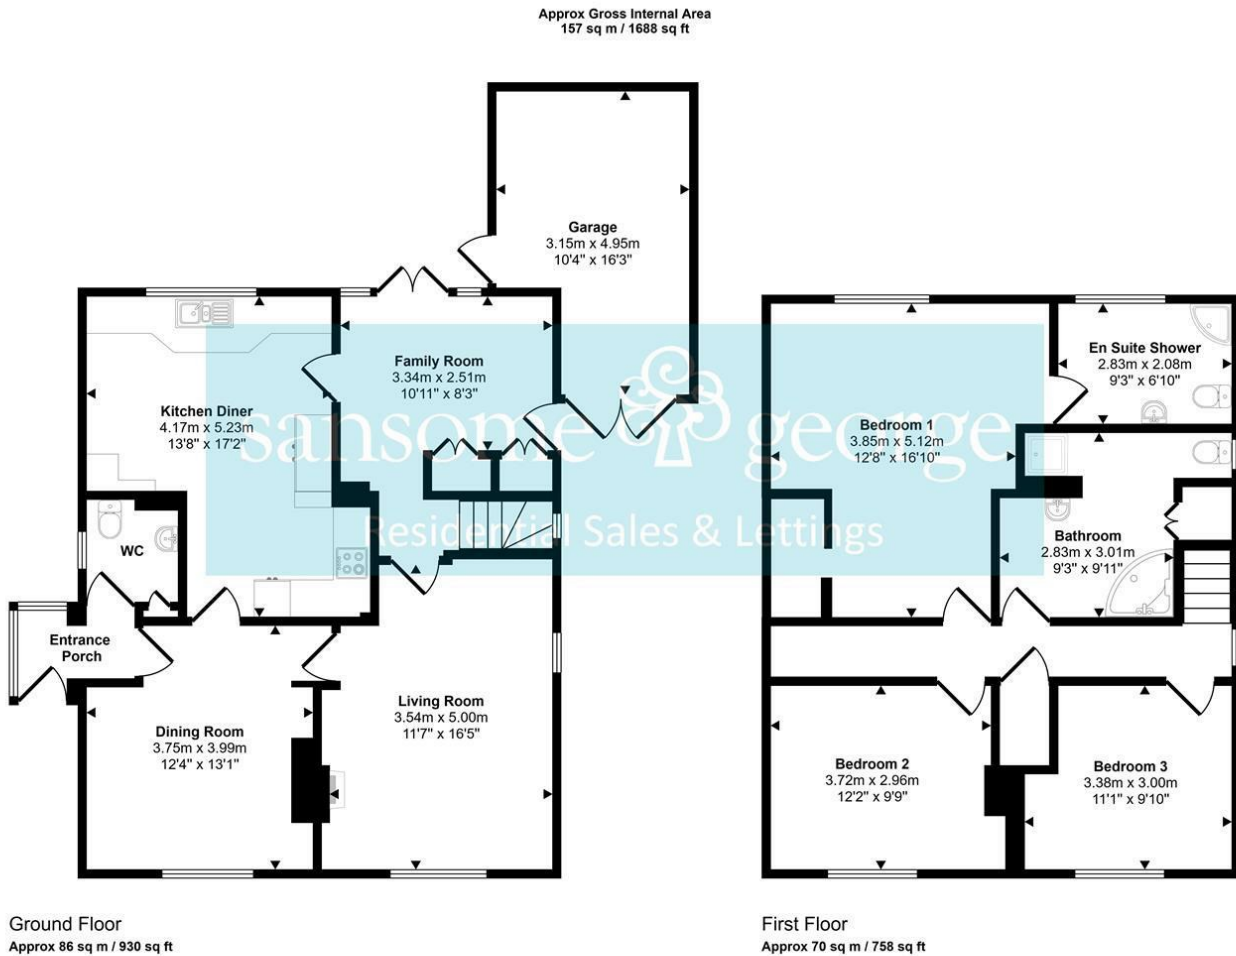 Approx Gross Internal Area
157 sq m / 1688 sq ft
Garage
3.15m x 4.95m
10'4" x 16'3"
Family Room
3.34m x 2.51m
10'11" x 8'3"
Kitchen Diner
4.17m x 5.23m
13'8" x 17'2"
WC
Entrance
Porch
Living Room
3.54m x 5.00m
11'7" x 16'5"
Dining Room
3.75m x 3.99m
12'4" x 13'1"
En Suite Shower
2.83m x 2.08m
9'3" x 6'10"
Bedroom 1
3.85m x 5.12m
12'8" x 16'10"
Bathroom
2.83m x 3.01m
9'3" x 9'11"
Bedroom 2
3.72m x 2.96m
12'2" x 9'9"
Bedroom 3
3.38m x 3.00m
11'1" x 9'10"
sansome george
Residential Sales & Lettings
Ground Floor
Approx 86 sq m / 930 sq ft
First Floor
Approx 70 sq m / 758 sq ft